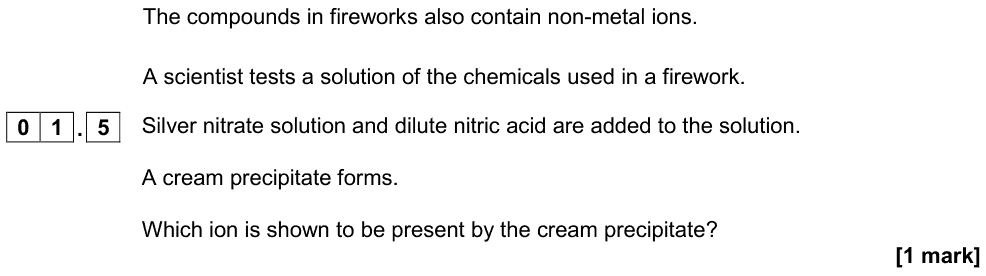 The compounds in fireworks also contain non-metal ions.
A scientist tests a solution of the chemicals used in a firework.
0 1 . 5 Silver nitrate solution and dilute nitric acid are added to the solution.
A cream precipitate forms.
Which ion is shown to be present by the cream precipitate?
[1 mark]